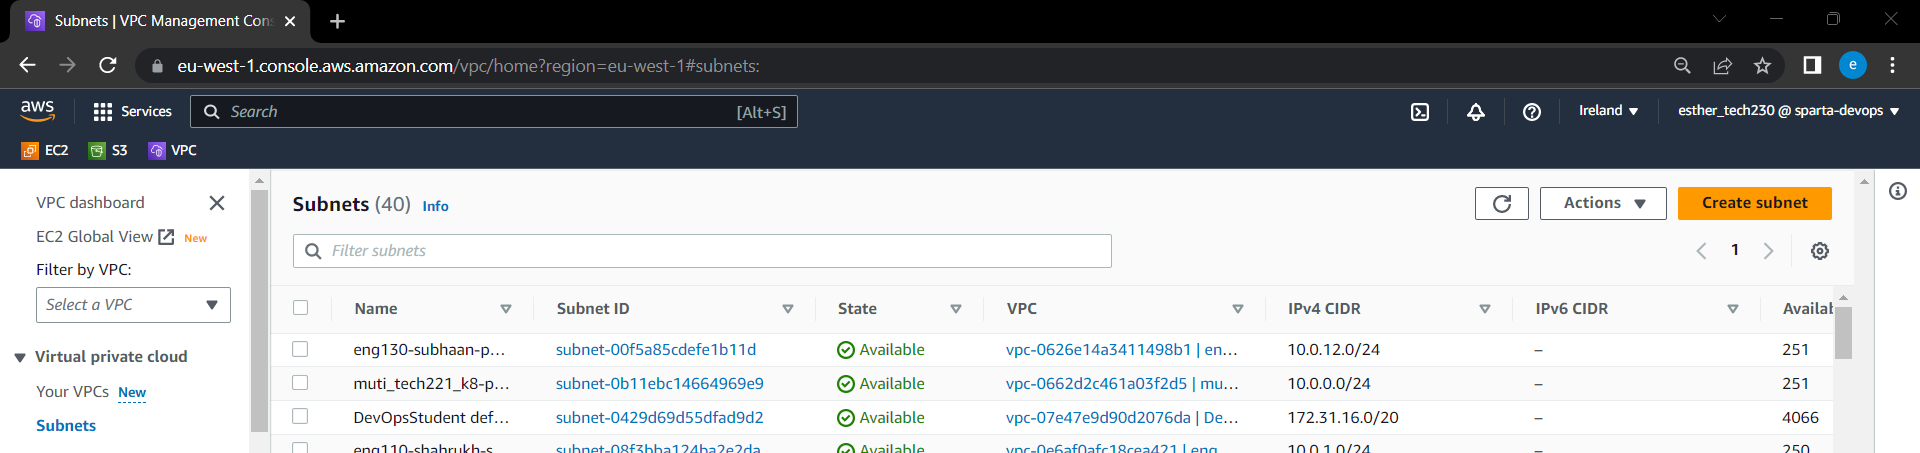 Subnets | VPC Management Con
eu-west-1.console.aws.amazon.com/vpc/home?region=eu-west-1#subnets:
e
aws Services Search [Alt+S] Ireland esther_tech230 @ sparta-devops
EC2 S3 VPC
VPC dashboard
EC2 Global View New
Filter by VPC:
Select a VPC
Virtual private cloud
Your VPCs New
Subnets
Subnets (40) Info
Actions
Create subnet
Filter subnets
1
Name Subnet ID State VPC IPv4 CIDR IPv6 CIDR Availab
eng130-subhaan-p... subnet-00f5a85cdefe1b11d Available vpc-0626e14a3411498b1 | en... 10.0.12.0/24 – 251
muti_tech221_k8-p... subnet-0b11ebc14664969e9 Available vpc-0662d2c461a03f2d5 | mu... 10.0.0.0/24 – 251
DevOpsStudent def... subnet-0429d69d55dfad9d2 Available vpc-07e47e9d90d2076da | De... 172.31.16.0/20 – 4066
eng110-shahrukh-s subnet-08f3bba124ba2e2da Available vpc-0e6af0afc18cea421 | eng 10.0.1.0/24 – 250